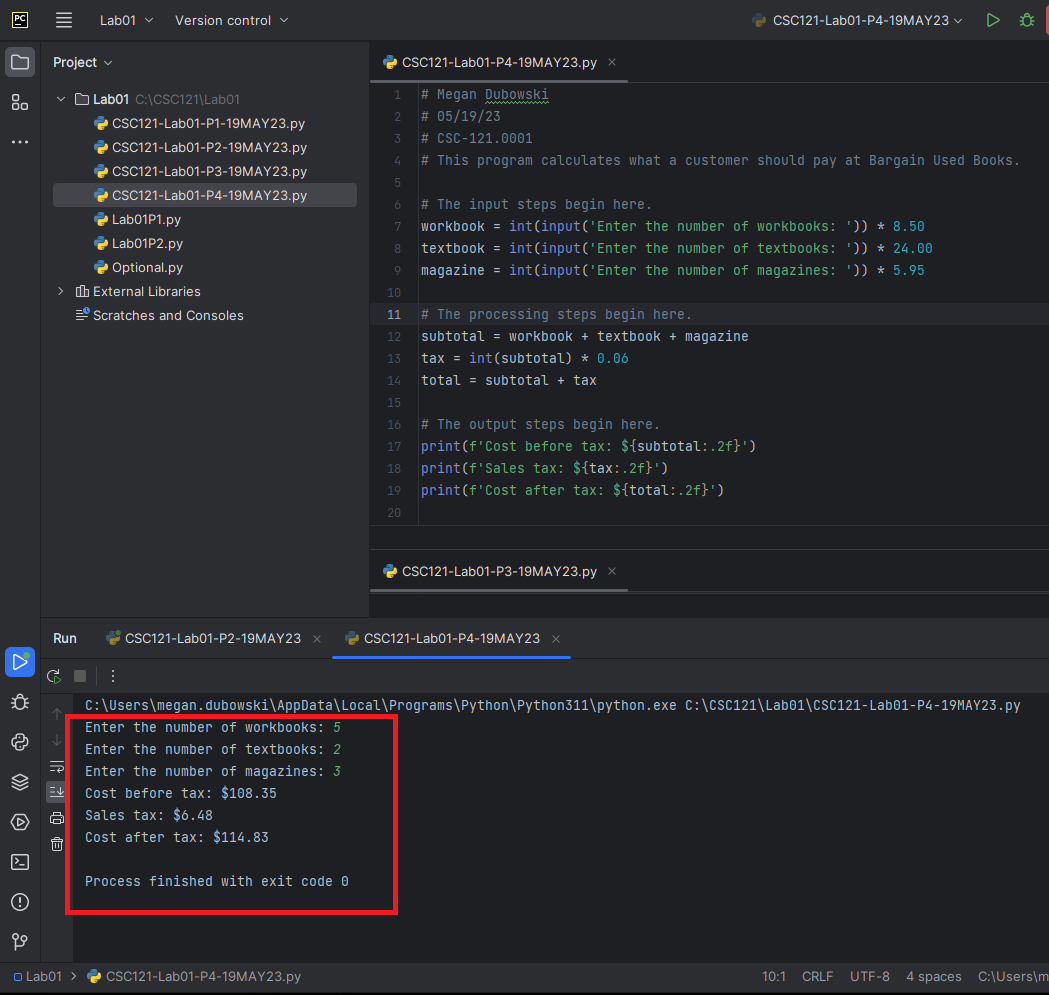 PC Lab01 Version control CSC121-Lab01-P4-19MAY23
Project
Lab01 C:\CSC121\Lab01
CSC121-Lab01-P1-19MAY23.py
CSC121-Lab01-P2-19MAY23.py
CSC121-Lab01-P3-19MAY23.py
CSC121-Lab01-P4-19MAY23.py
Lab01P1.py
Lab01P2.py
Optional.py
External Libraries
Scratches and Consoles
CSC121-Lab01-P4-19MAY23.py
1 # Megan Dubowski
2 # 05/19/23
3 # CSC-121.0001
4 # This program calculates what a customer should pay at Bargain Used Books.
5
6 # The input steps begin here.
7 workbook = int(input('Enter the number of workbooks: ')) * 8.50
8 textbook = int(input('Enter the number of textbooks: ')) * 24.00
9 magazine = int(input('Enter the number of magazines: ')) * 5.95
10
11 # The processing steps begin here.
12 subtotal = workbook + textbook + magazine
13 tax = int(subtotal) * 0.06
14 total = subtotal + tax
15
16 # The output steps begin here.
17 print(f'Cost before tax: ${subtotal:.2f}')
18 print(f'Sales tax: ${tax:.2f}')
19 print(f'Cost after tax: ${total:.2f}')
20
CSC121-Lab01-P3-19MAY23.py
Run CSC121-Lab01-P2-19MAY23 CSC121-Lab01-P4-19MAY23
C:\Users\megan.dubowski\AppData\Local\Programs\Python\Python311\python.exe C:\CSC121\Lab01\CSC121-Lab01-P4-19MAY23.py
Enter the number of workbooks: 5
Enter the number of textbooks: 2
Enter the number of magazines: 3
Cost before tax: $108.35
Sales tax: $6.48
Cost after tax: $114.83
Process finished with exit code 0
Lab01 CSC121-Lab01-P4-19MAY23.py 10:1 CRLF UTF-8 4 spaces C:\Users\m